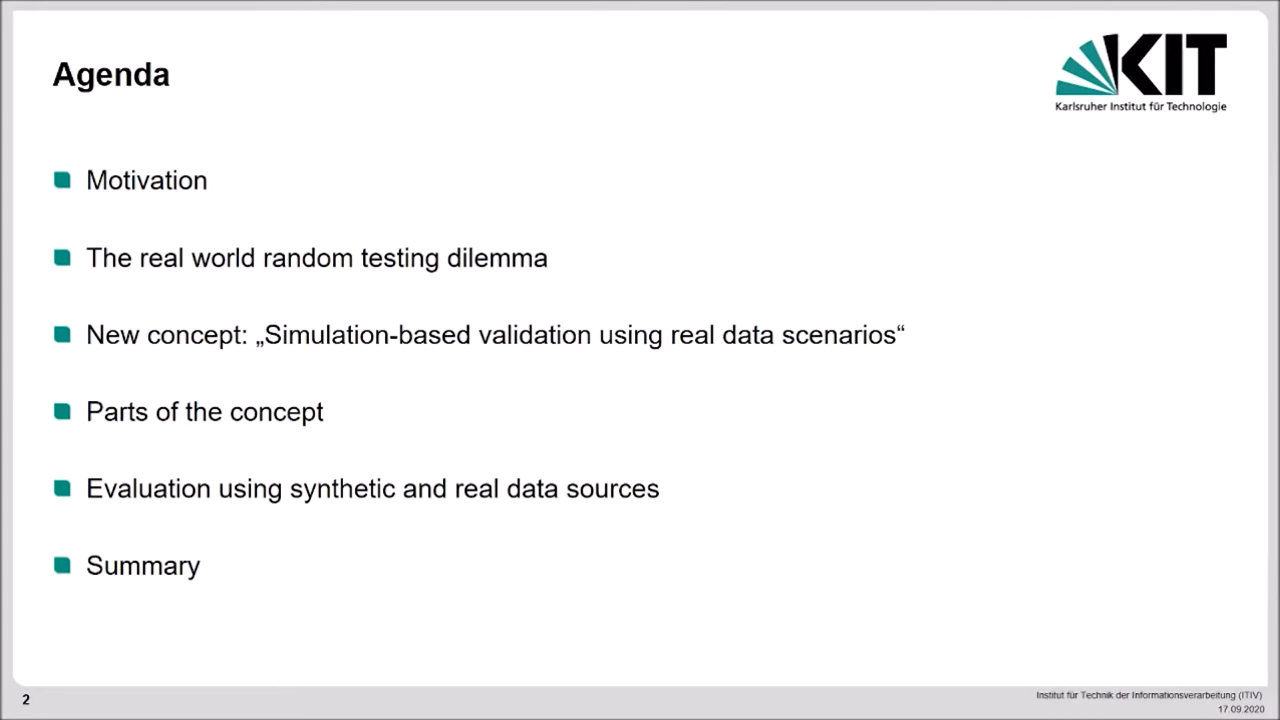 Agenda
KIT
Karlsruher Institut für Technologie
Motivation
The real world random testing dilemma
New concept: „Simulation-based validation using real data scenarios“
Parts of the concept
Evaluation using synthetic and real data sources
Summary
2
Institut für Technik der Informationsverarbeitung (ITIV)
17.09.2020